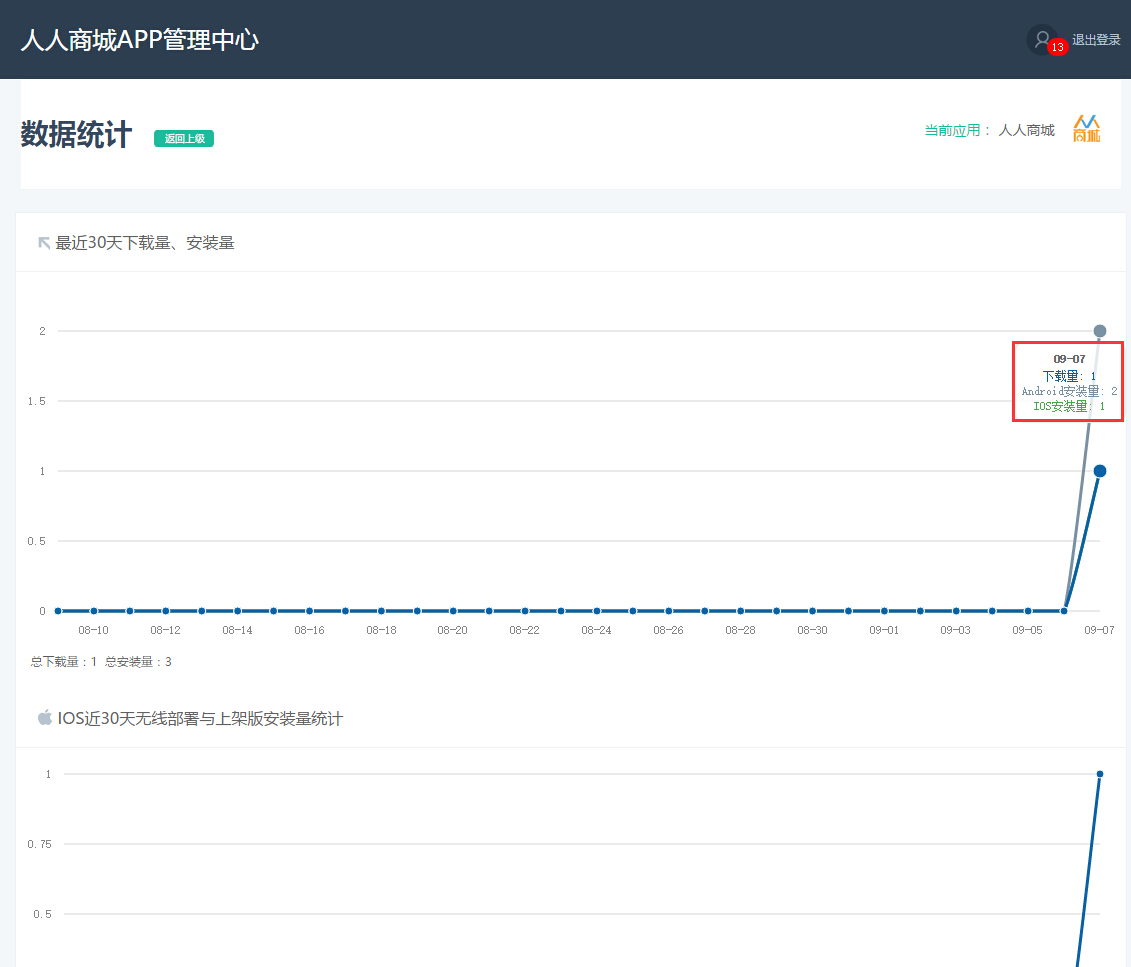 人人商城APP管理中心
13
退出登录
数据统计
返回上级
当前应用： 人人商城
商城
最近30天下载量、安装量
2
09-07
下载量: 1
Android安装量: 2
IOS安装量: 1
1.5
1
0.5
0
08-10 08-12 08-14 08-16 08-18 08-20 08-22 08-24 08-26 08-28 08-30 09-01 09-03 09-05 09-07
总下载量：1 总安装量：3
IOS近30天无线部署与上架版安装量统计
1
0.75
0.5